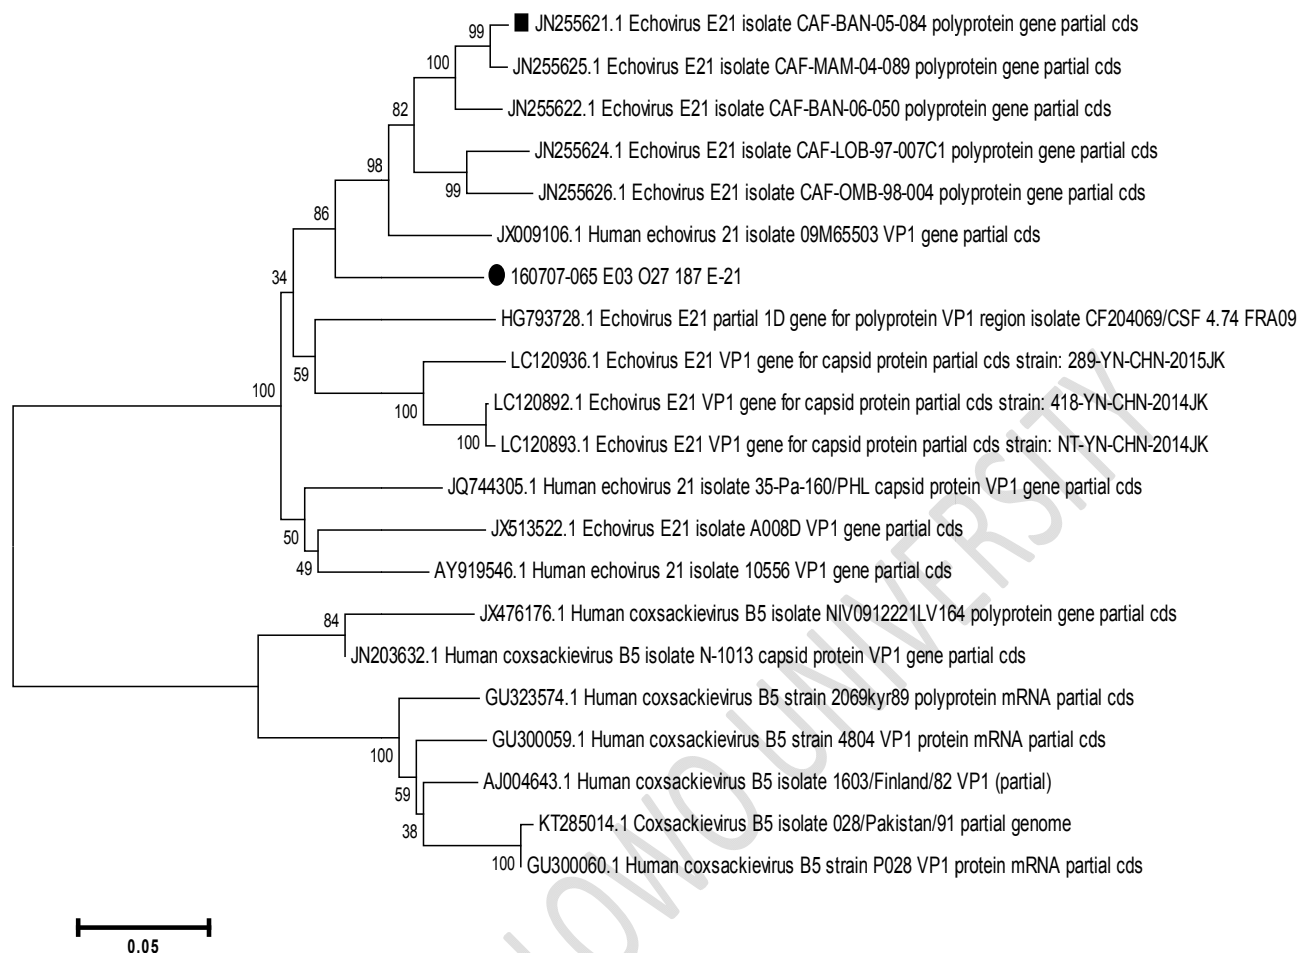 99
JN255621.1 Echovirus E21 isolate CAF-BAN-05-084 polyprotein gene partial cds
JN255625.1 Echovirus E21 isolate CAF-MAM-04-089 polyprotein gene partial cds
100
JN255622.1 Echovirus E21 isolate CAF-BAN-06-050 polyprotein gene partial cds
82
JN255624.1 Echovirus E21 isolate CAF-LOB-97-007C1 polyprotein gene partial cds
98
99
JN255626.1 Echovirus E21 isolate CAF-OMB-98-004 polyprotein gene partial cds
86
JX009106.1 Human echovirus 21 isolate 09M65503 VP1 gene partial cds
34
160707-065 E03 O27 187 E-21
HG793728.1 Echovirus E21 partial 1D gene for polyprotein VP1 region isolate CF204069/CSF 4.74 FRA09
59
LC120936.1 Echovirus E21 VP1 gene for capsid protein partial cds strain: 289-YN-CHN-2015JK
100
100
LC120892.1 Echovirus E21 VP1 gene for capsid protein partial cds strain: 418-YN-CHN-2014JK
100
LC120893.1 Echovirus E21 VP1 gene for capsid protein partial cds strain: NT-YN-CHN-2014JK
JQ744305.1 Human echovirus 21 isolate 35-Pa-160/PHL capsid protein VP1 gene partial cds
50
JX513522.1 Echovirus E21 isolate A008D VP1 gene partial cds
49
AY919546.1 Human echovirus 21 isolate 10556 VP1 gene partial cds
84
JX476176.1 Human coxsackievirus B5 isolate NIV0912221LV164 polyprotein gene partial cds
JN203632.1 Human coxsackievirus B5 isolate N-1013 capsid protein VP1 gene partial cds
GU323574.1 Human coxsackievirus B5 strain 2069kyr89 polyprotein mRNA partial cds
100
GU300059.1 Human coxsackievirus B5 strain 4804 VP1 protein mRNA partial cds
59
AJ004643.1 Human coxsackievirus B5 isolate 1603/Finland/82 VP1 (partial)
38
KT285014.1 Coxsackievirus B5 isolate 028/Pakistan/91 partial genome
100
GU300060.1 Human coxsackievirus B5 strain P028 VP1 protein mRNA partial cds
0.05
LOWO UNIVERSITY